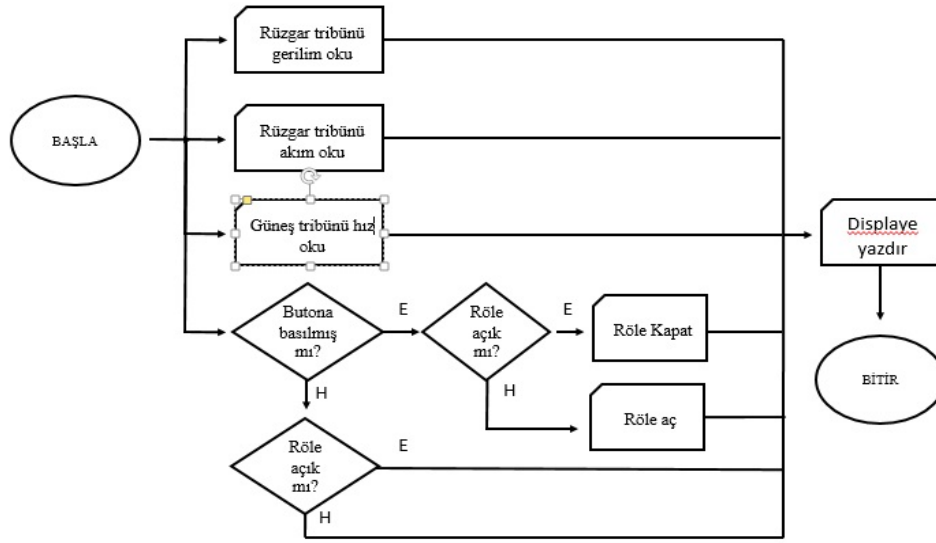 Rüzgar tribünü
gerilim oku
BAŞLA
Rüzgar tribünü
akım oku
Güneş tribünü hız
oku
Displaye
yazdır
Butona
basılmış
mı?
E
Röle
açık
mı?
E
Röle Kapat
H
H
Röle aç
BİTİR
Röle
açık
mı?
E
H